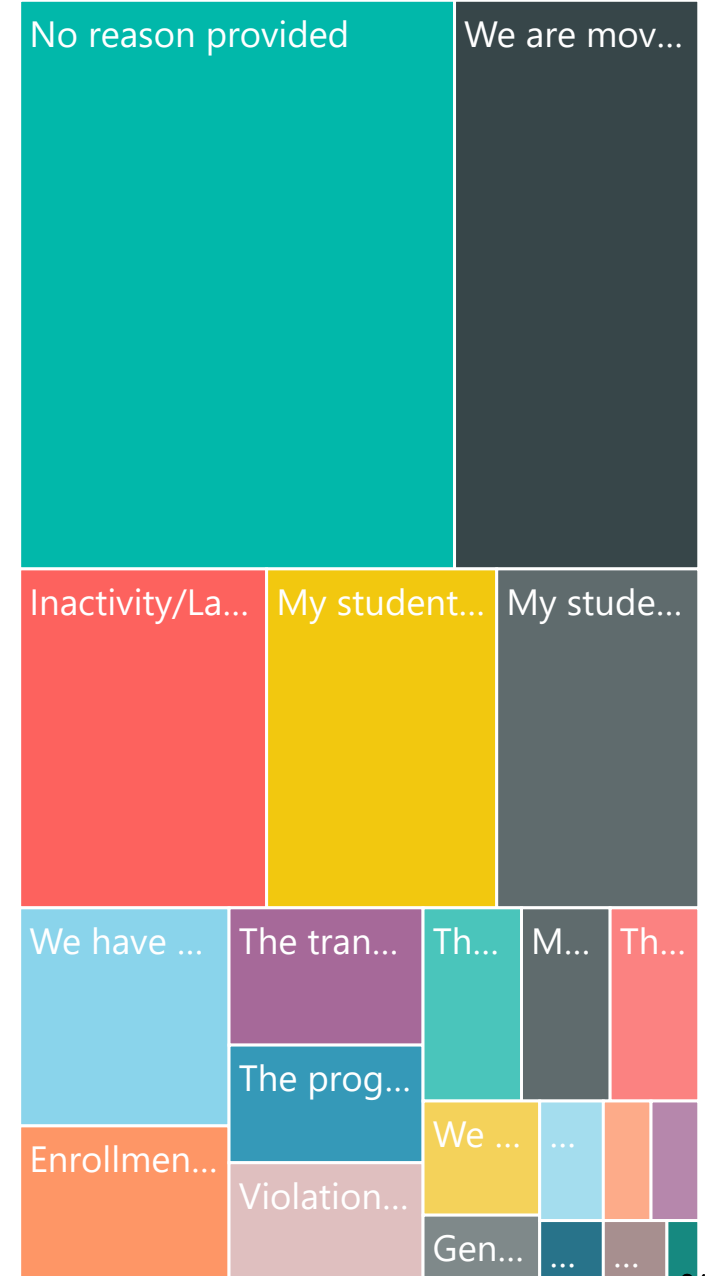 No reason provided
We are mov...
Inactivity/La...
My student...
My stude...
We have ...
The tran...
Th...
M...
Th...
The prog...
Enrollmen...
Violation...
We ...
...
Gen...
...
...